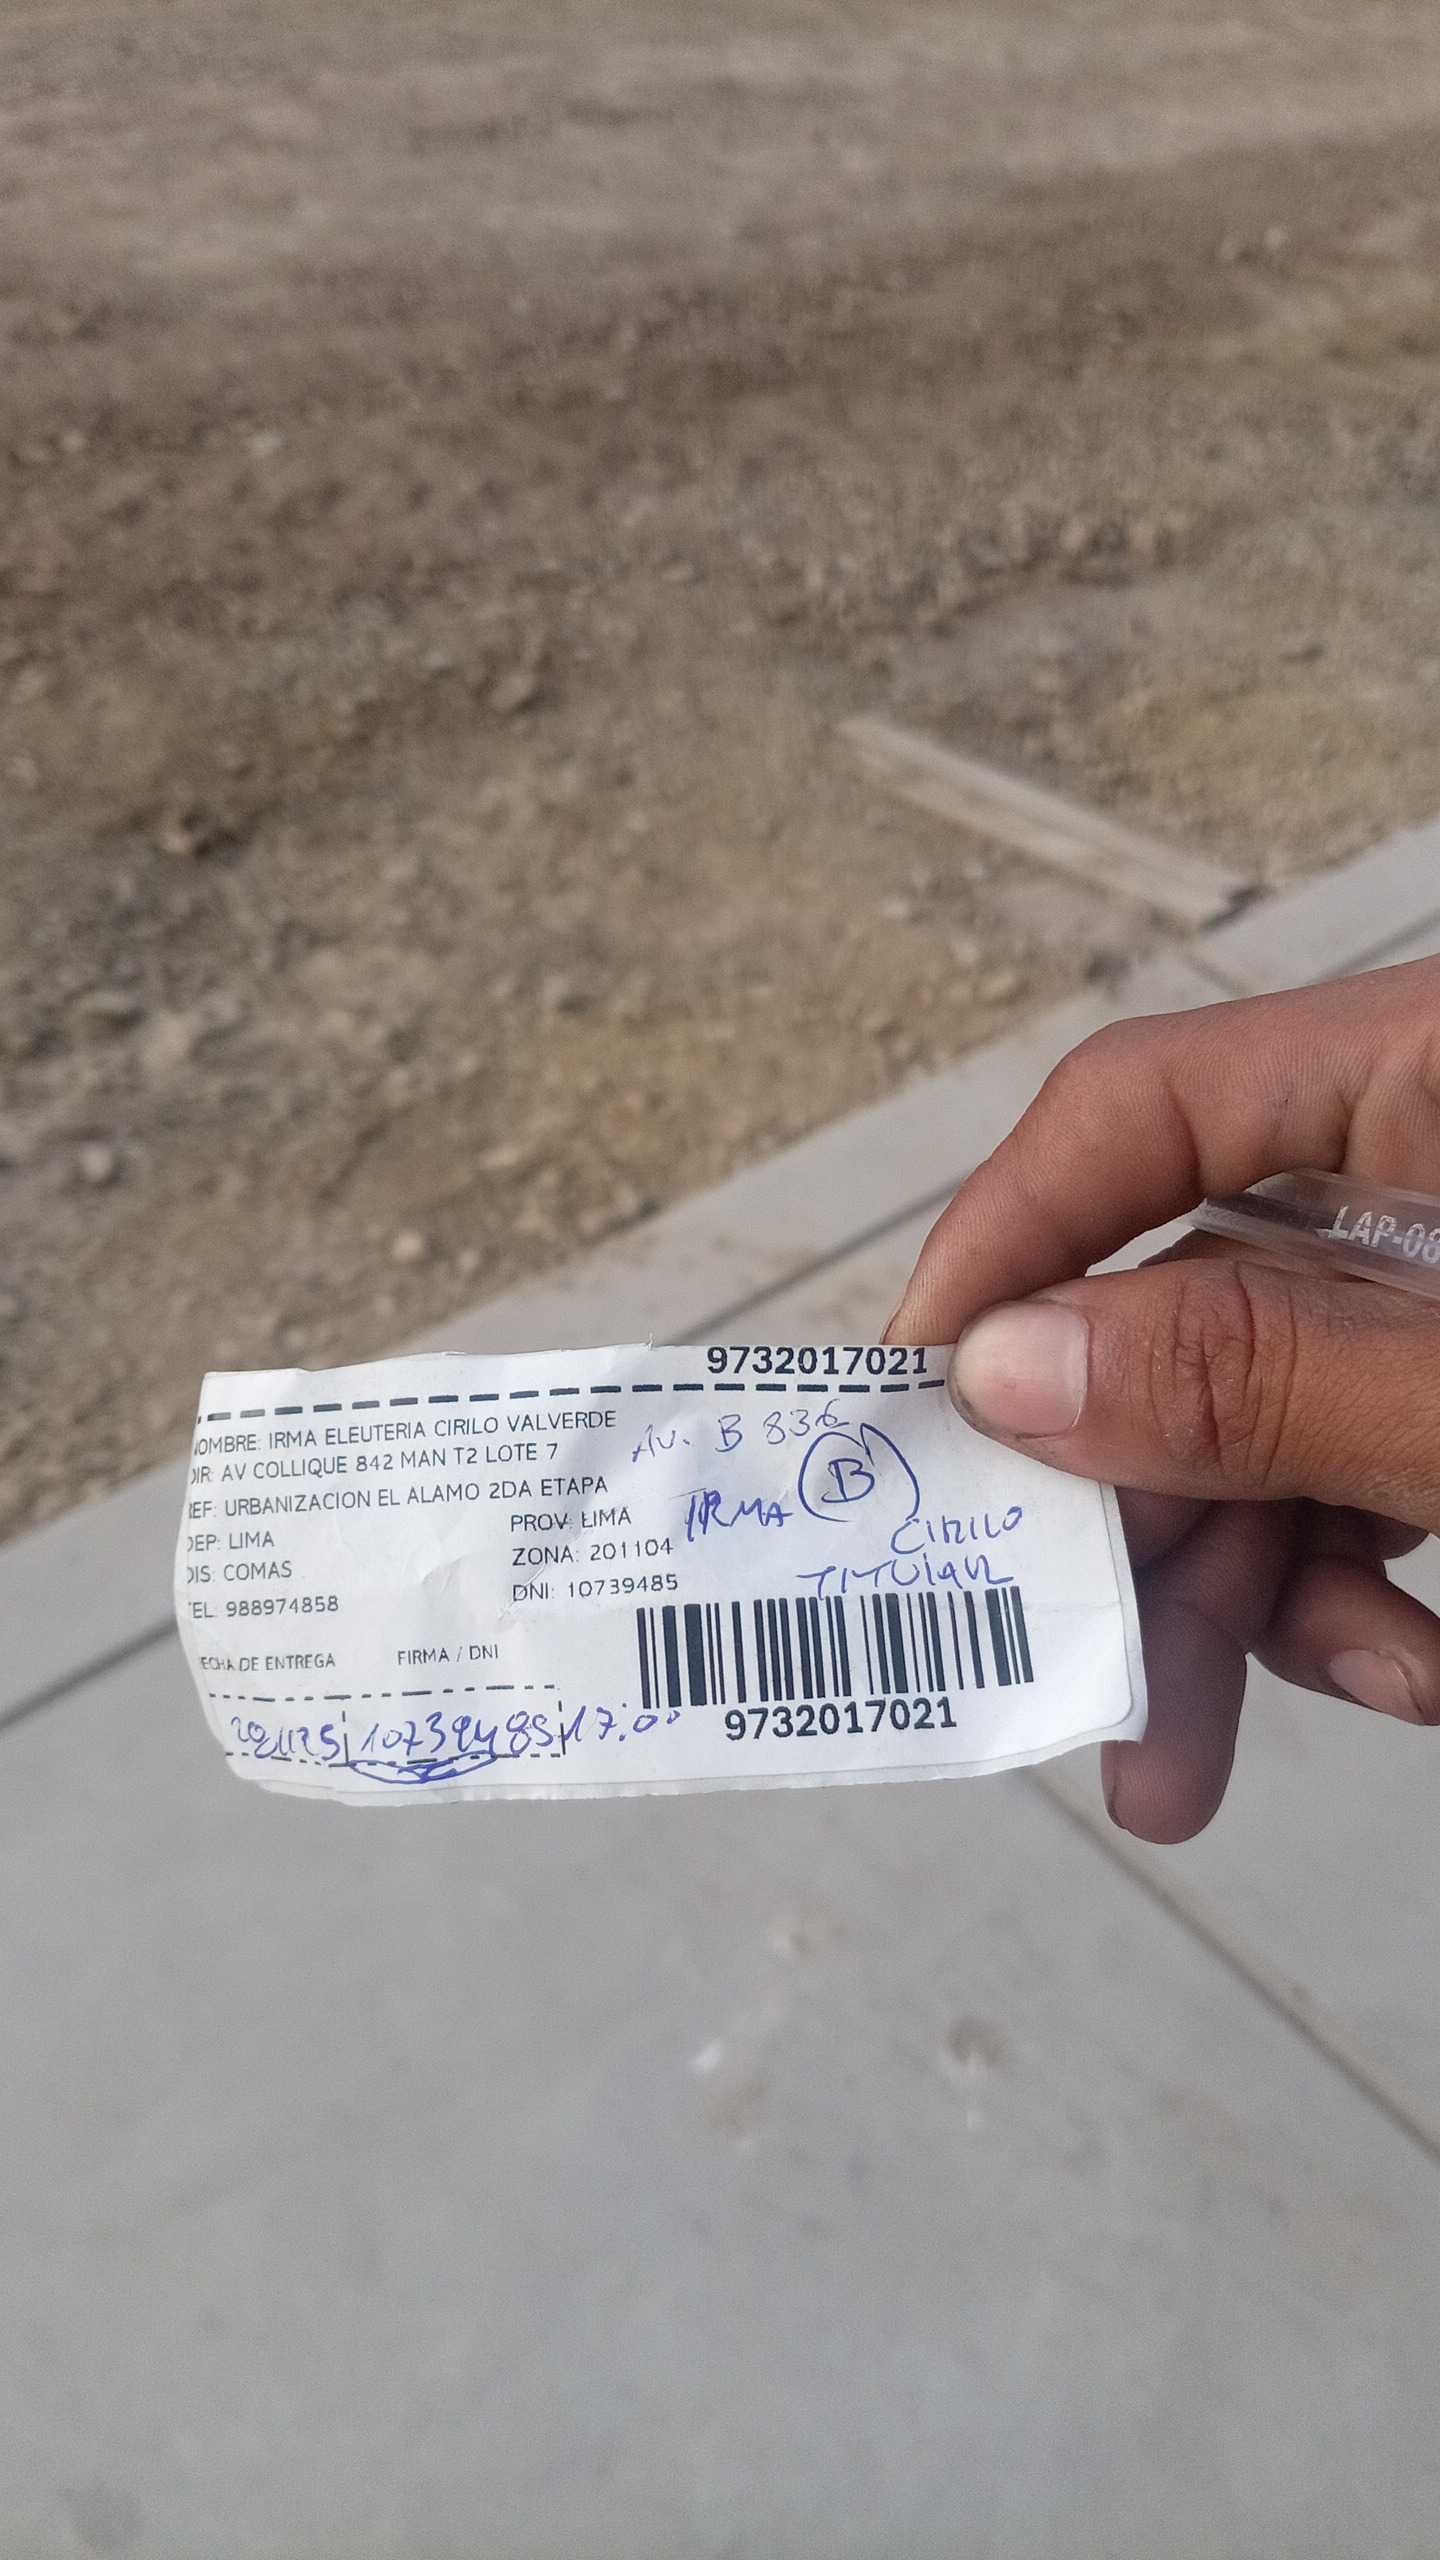 LAP-08
9732017021
NOMBRE: IRMA ELEUTERIA CIRILO VALVERDE
DIR: AV COLLIQUE 842 MAN T2 LOTE 7
REF: URBANIZACION EL ALAMO 2DA ETAPA
DEP: LIMA PROV: LIMA
DIS: COMAS ZONA: 201104
TEL: 988974858 DNI: 10739485
Av. B 836
B
IRMA CIRILO
TITULAR
FECHA DE ENTREGA FIRMA / DNI
10739485 17:00
9732017021